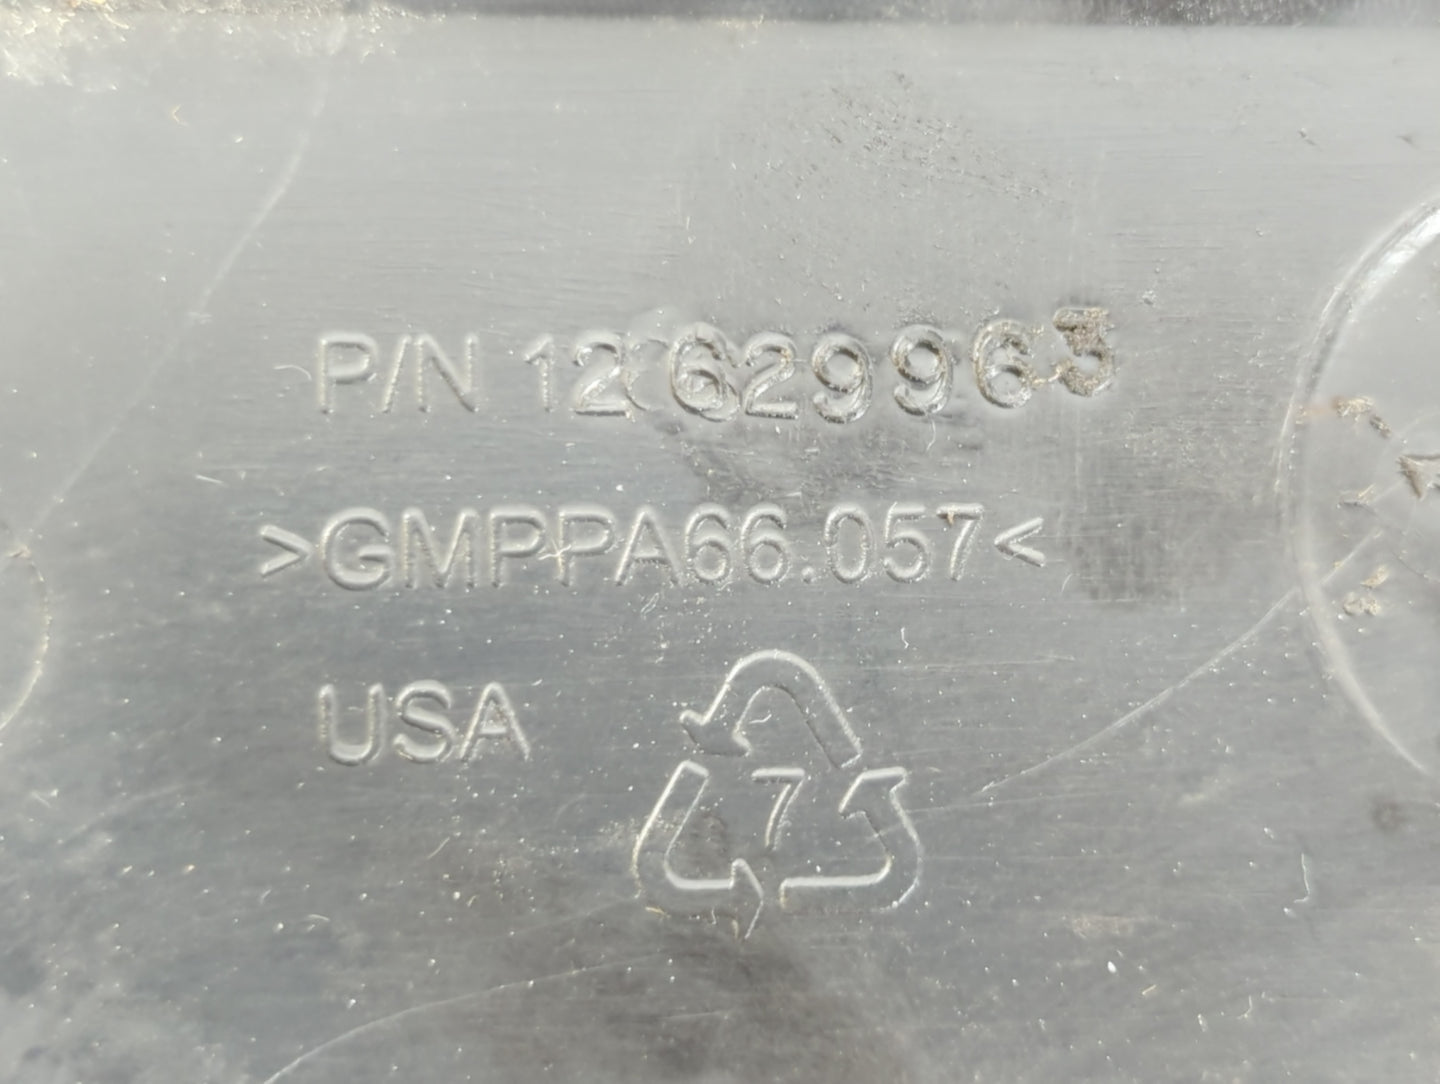 P/N 12629963
>GMPPA66.057<
USA
7